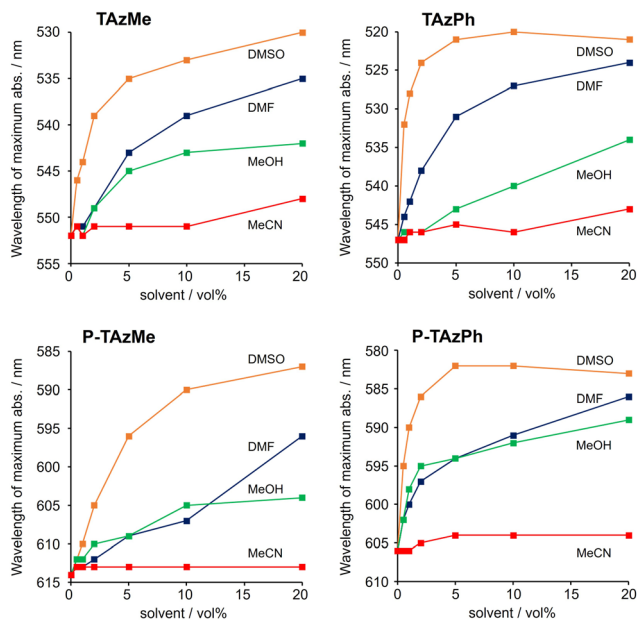 TAzMe
Wavelength of maximum abs. / nm
530
535
540
545
550
555
DMSO
DMF
MeOH
MeCN
0
5
10
15
20
solvent / vol%
TAzPh
Wavelength of maximum abs. / nm
520
525
530
535
540
545
550
DMSO
DMF
MeOH
MeCN
0
5
10
15
20
solvent / vol%
P-TAzMe
Wavelength of maximum abs. / nm
585
590
595
600
605
610
615
DMSO
DMF
MeOH
MeCN
0
5
10
15
20
solvent / vol%
P-TAzPh
Wavelength of maximum abs. / nm
580
585
590
595
600
605
610
DMSO
DMF
MeOH
MeCN
0
5
10
15
20
solvent / vol%